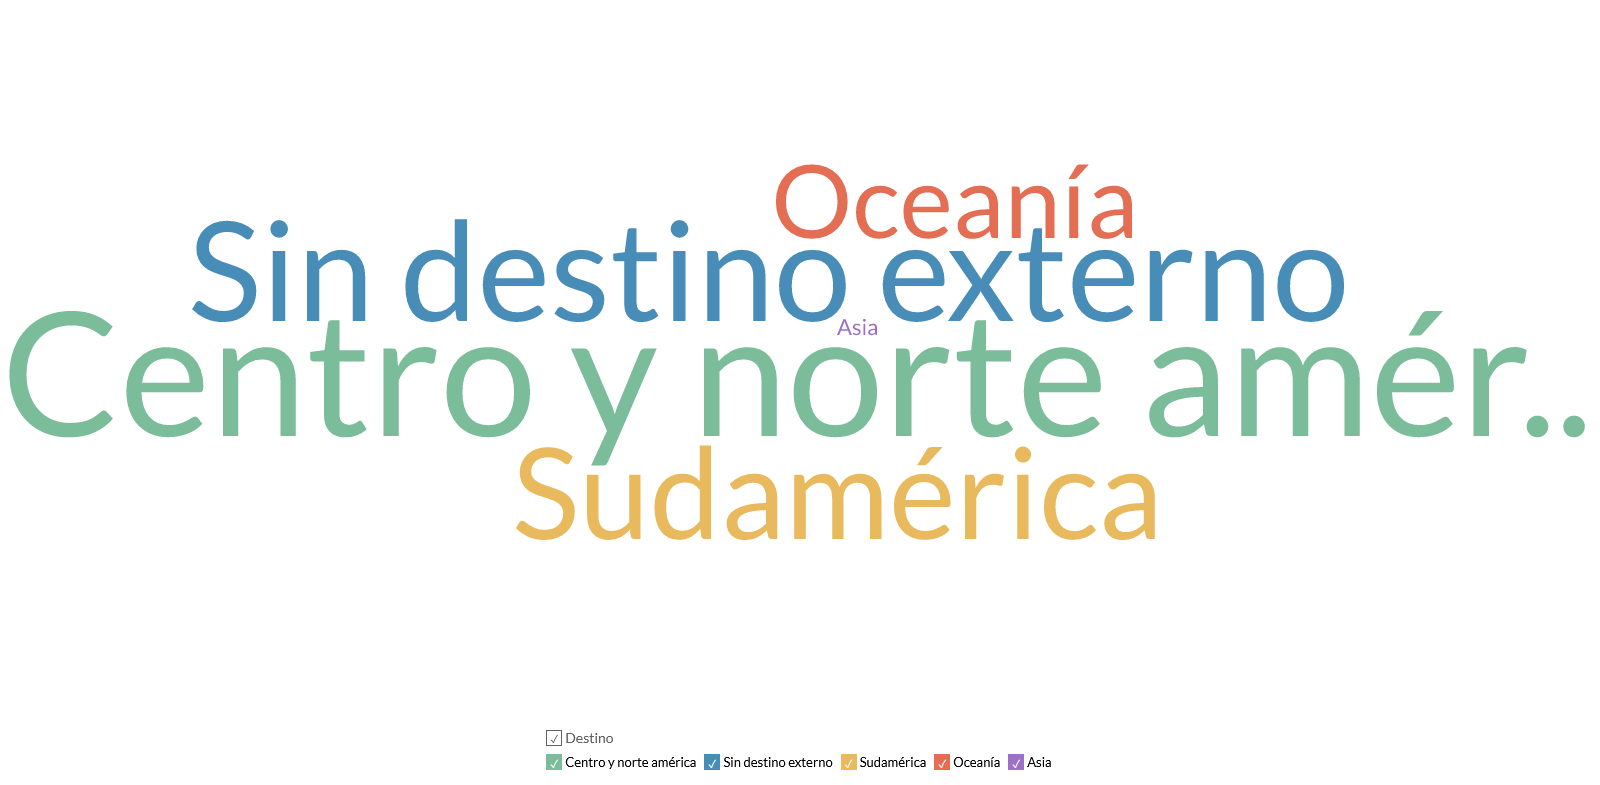 Oceanía
Sin destino externo
Asia
Centro y norte amér..
Sudamérica
Destino
Centro y norte américa Sin destino externo Sudamérica Oceanía Asia